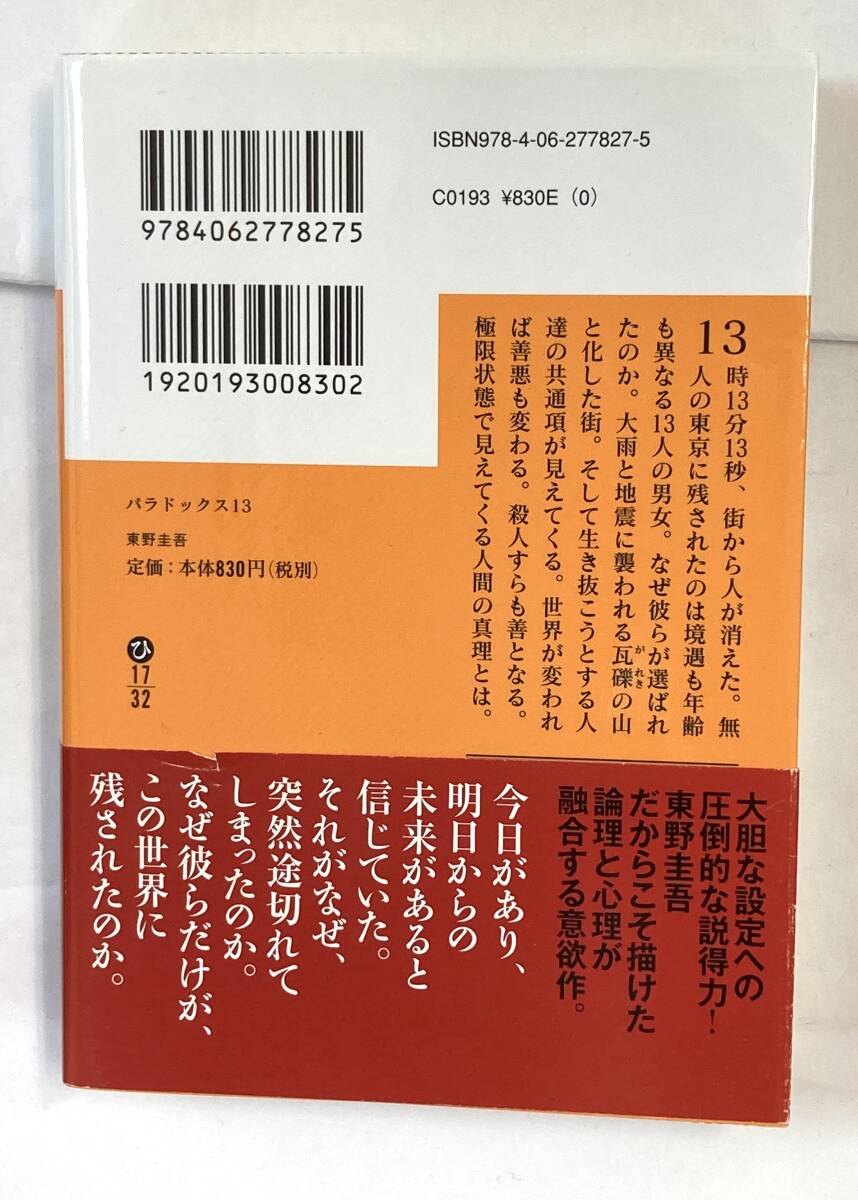 9784062778275
ISBN978-4-06-277827-5
C0193 ¥830E (0)
1920193008302
パラドックス13
東野圭吾
定価：本体830円(税別)
ひ
17
32
13時13分13秒、街から人が消えた。無
人の東京に残されたのは境遇も年齢
も異なる13人の男女。なぜ彼らが選ばれ
たのか。大雨と地震に襲われる瓦礫の山
がれき
と化した街。そして生き抜こうとする人
達の共通項が見えてくる。世界が変われ
ば善悪も変わる。殺人すらも善となる。
極限状態で見えてくる人間の真理とは。
大胆な設定への
圧倒的な説得力！
東野圭吾
だからこそ描けた
論理と心理が
融合する意欲作。
今日があり、
明日からの
未来があると
信じていた。
それがなぜ、
突然途切れて
しまったのか。
なぜ彼らだけが、
この世界に
残されたのか。